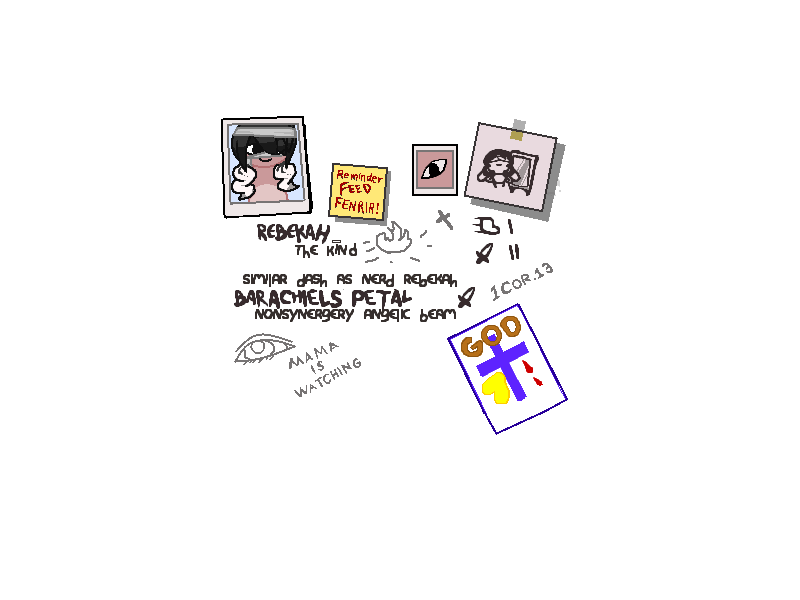 Reminder
FEED
FENRIR!
REBEKAH
THE KIND
SIMILAR DASH AS NERD REBEKAH
BARACHIELS PETAL
NONSYNERGERY ANGELIC BEAM
1COR.13
GOD
MAMA
IS
WATCHING